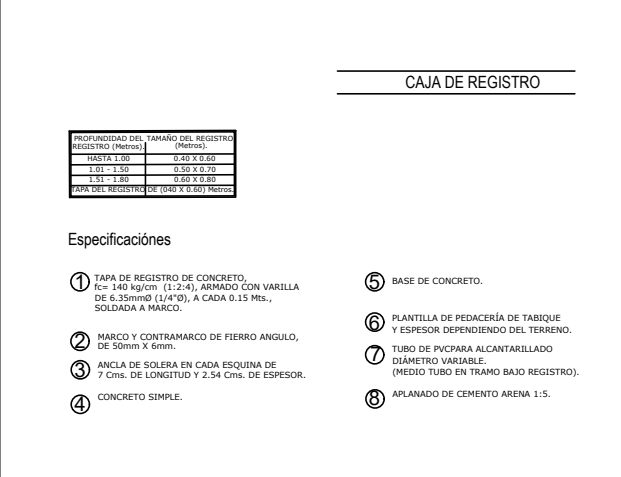 CAJA DE REGISTRO
PROFUNDIDAD DEL REGISTRO (Metros). TAMAÑO DEL REGISTRO (Metros).
HASTA 1.00 0.40 X 0.60
1.01 - 1.50 0.50 X 0.70
1.51 - 1.80 0.60 X 0.80
TAPA DEL REGISTRO DE (040 X 0.60) Metros.
Especificaciónes
1 TAPA DE REGISTRO DE CONCRETO,
fc= 140 kg/cm (1:2:4), ARMADO CON VARILLA
DE 6.35mmØ (1/4"Ø), A CADA 0.15 Mts.,
SOLDADA A MARCO.
2 MARCO Y CONTRAMARCO DE FIERRO ANGULO,
DE 50mm X 6mm.
3 ANCLA DE SOLERA EN CADA ESQUINA DE
7 Cms. DE LONGITUD Y 2.54 Cms. DE ESPESOR.
4 CONCRETO SIMPLE.
5 BASE DE CONCRETO.
6 PLANTILLA DE PEDACERÍA DE TABIQUE
Y ESPESOR DEPENDIENDO DEL TERRENO.
7 TUBO DE PVCPARA ALCANTARILLADO
DIÁMETRO VARIABLE.
(MEDIO TUBO EN TRAMO BAJO REGISTRO).
8 APLANADO DE CEMENTO ARENA 1:5.